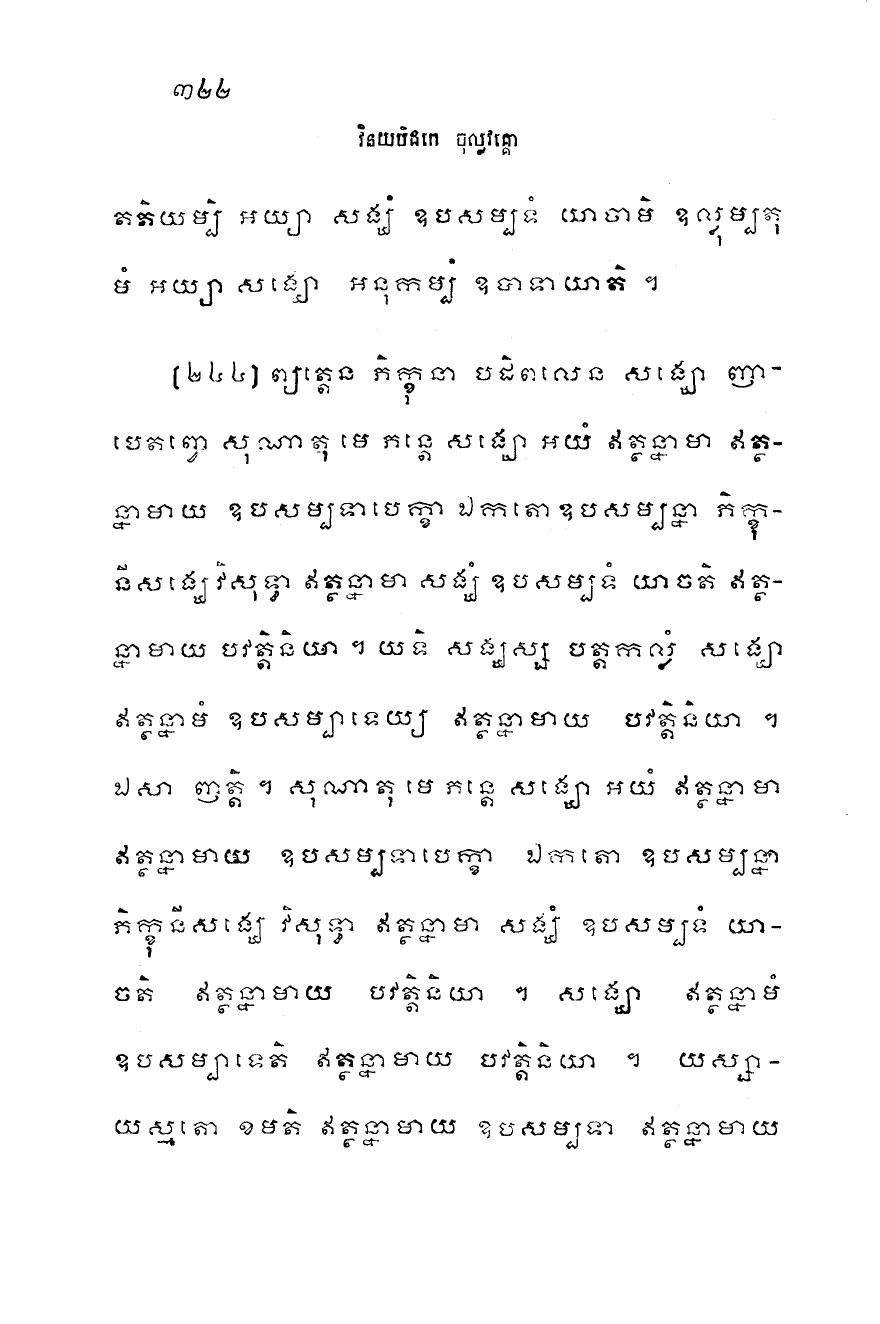 ៣៤៤
វិនយបិដកេ ចុល្លវគ្គោ
តតិយម្បិ អយ្យា សង្ឃំ ឧបសម្បទំ យាចាមិ ឧល្លុម្បតុ
មំ អយ្យា សង្ឃោ អនុកម្បំ ឧបាទាយាតិ ។
(២៤៤) ព្យត្តេន ភិក្ខុនា បដិពលេន សង្ឃោ ញា-
បេតព្វោ សុណាតុ មេ ភន្តេ សង្ឃោ អយំ ឥត្ថន្នាមា ឥត្ថ-
ន្នាមាយ ឧបសម្បទាបេក្ខា ឯកតោឧបសម្បន្នា ភិក្ខុ-
នីសង្ឃេ វិសុទ្ធា ឥត្ថន្នាមា សង្ឃំ ឧបសម្បទំ យាចតិ ឥត្ថ-
ន្នាមាយ បវត្តិនិយា ។ យទិ សង្ឃស្ស បត្តកល្លំ សង្ឃោ
ឥត្ថន្នាមំ ឧបសម្បាទេយ្យ ឥត្ថន្នាមាយ បវត្តិនិយា ។
ឯសា ញត្តិ ។ សុណាតុ មេ ភន្តេ សង្ឃោ អយំ ឥត្ថន្នាមា
ឥត្ថន្នាមាយ ឧបសម្បទាបេក្ខា ឯកតោ ឧបសម្បន្នា
ភិក្ខុនីសង្ឃេ វិសុទ្ធា ឥត្ថន្នាមា សង្ឃំ ឧបសម្បទំ យា-
ចតិ ឥត្ថន្នាមាយ បវត្តិនិយា ។ សង្ឃោ ឥត្ថន្នាមំ
ឧបសម្បាទេតិ ឥត្ថន្នាមាយ បវត្តិនិយា ។ យស្សា-
យស្មតោ ខមតិ ឥត្ថន្នាមាយ ឧបសម្បទា ឥត្ថន្នាមាយ